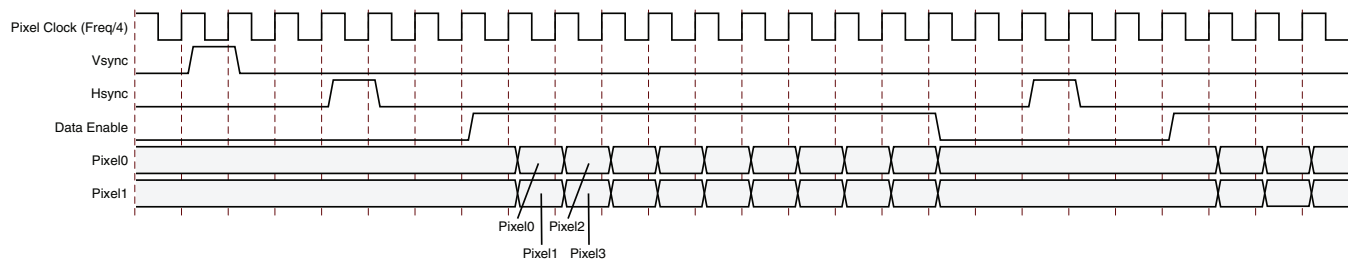 Pixel Clock (Freq/4)
Vsync
Hsync
Data Enable
Pixel0
Pixel1
Pixel0 Pixel2
Pixel1 Pixel3